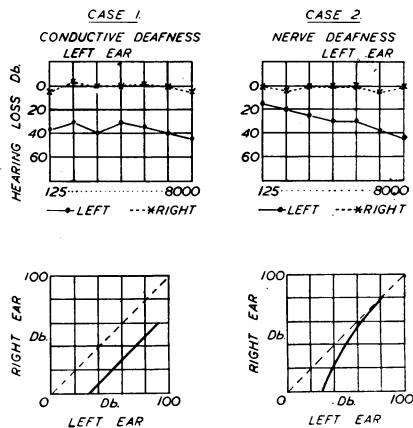 CASE 1.
CONDUCTIVE DEAFNESS
LEFT EAR
HEARING LOSS Db.
0
20
40
60
125 8000
LEFT RIGHT
CASE 2.
NERVE DEAFNESS
LEFT EAR
0
20
40
60
125 8000
LEFT RIGHT
100
RIGHT EAR
Db.
0 Db. 100
LEFT EAR
100
RIGHT EAR
Db.
0 Db. 100
LEFT EAR